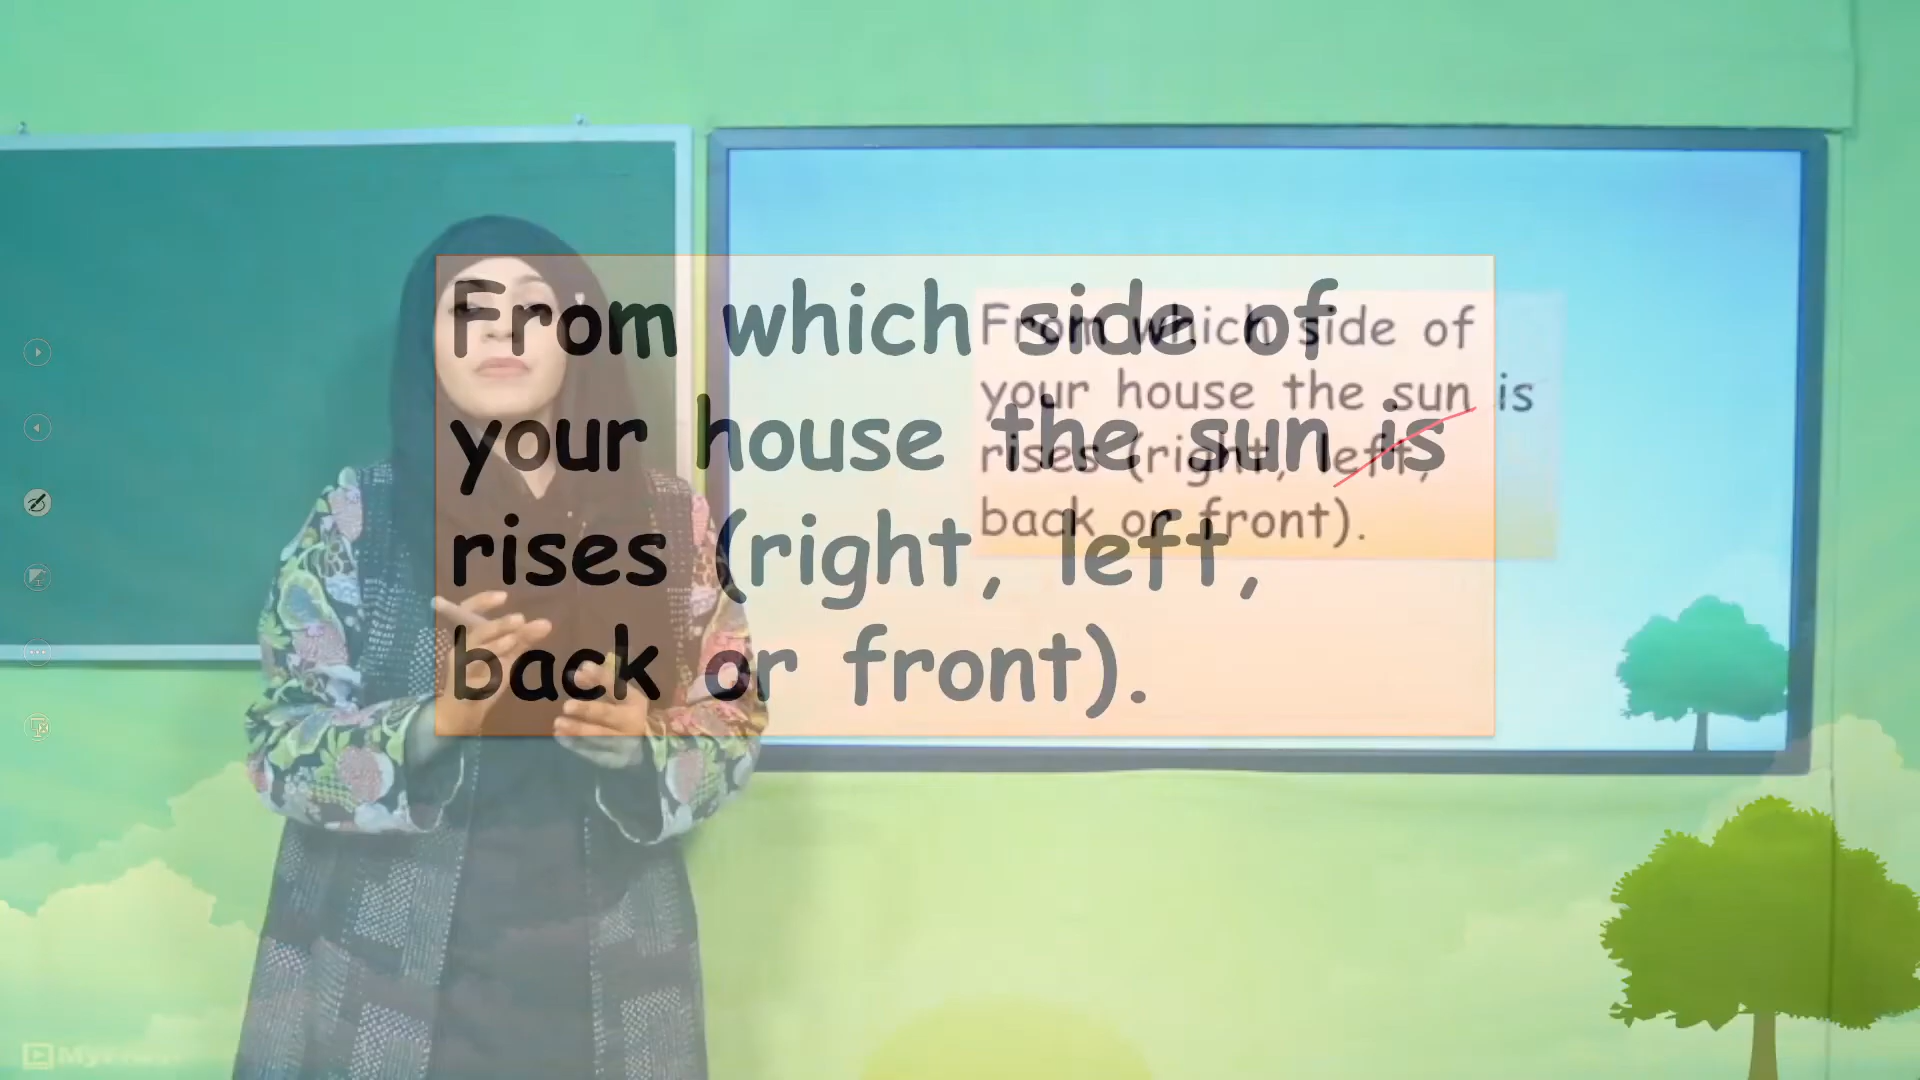 From which side of
your house the sun is
rises (right, left,
back or front).
From which side of
your house the sun is
rises (right, left,
back or front).